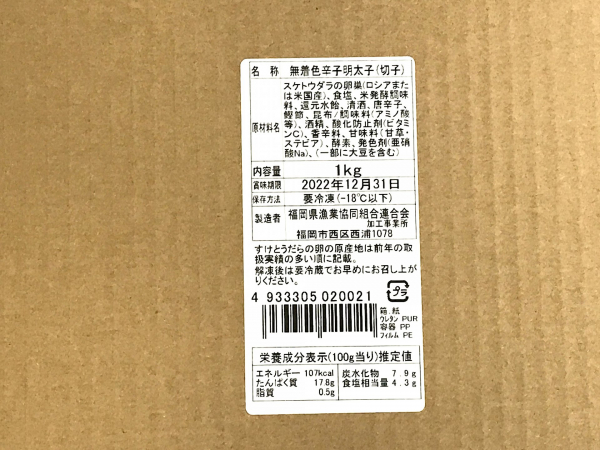 名称 無着色辛子明太子(切子)
原材料名 スケトウダラの卵巣(ロシアまた
は米国産)、食塩、米発酵調味
料、還元水飴、清酒、唐辛子、
鰹節、昆布/調味料(アミノ酸
等)、酒精、酸化防止剤(ビタミ
ンC)、香辛料、甘味料(甘草・
ステビア)、酵素、発色剤(亜硝
酸Na)、(一部に大豆を含む)
内容量 1kg
賞味期限 2022年12月31日
保存方法 要冷凍(-18℃以下)
製造者 福岡県漁業協同組合連合会
加工事業所
福岡市西区西浦1078
すけとうだらの卵の原産地は前年の取
扱実績の多い順に記載。
解凍後は要冷蔵でお早めにお召し上が
りください。
4 933305 020021
プラ
箱:紙
ウレタン PUR
容器 PP
フィルム PE
栄養成分表示(100g当り)推定値
エネルギー 107kcal 炭水化物 7.9g
たんぱく質 17.8g 食塩相当量 4.3g
脂質 0.5g